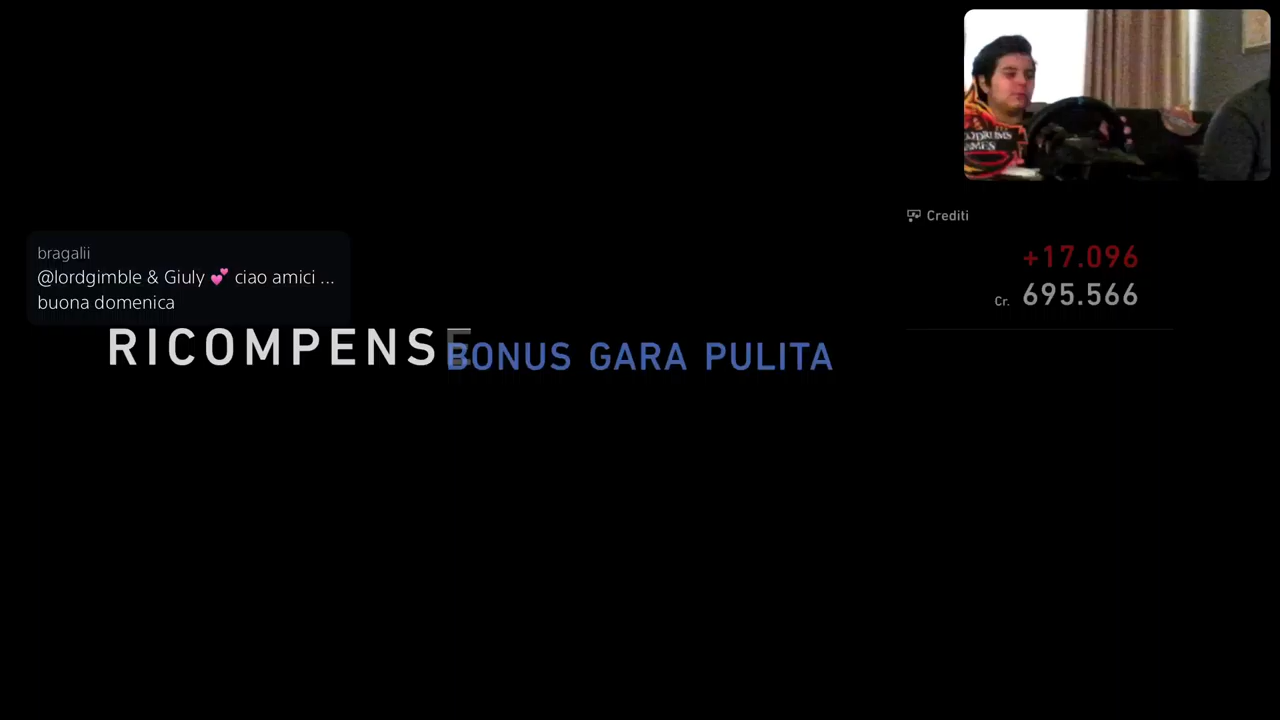 Crediti
+17.096
Cr. 695.566
bragalii
@lordgimble & Giuly 💕 ciao amici ...
buona domenica
RICOMPENSE
BONUS GARA PULITA